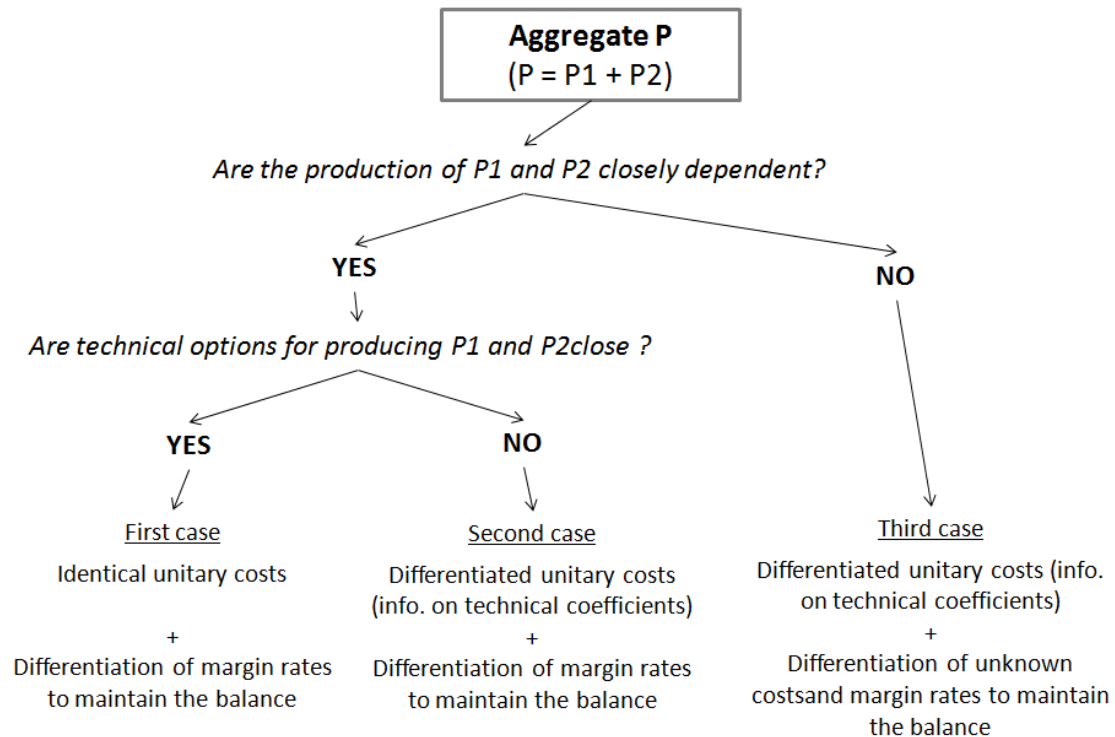 Aggregate P
(P = P1 + P2)
Are the production of P1 and P2 closely dependent?
YES
NO
Are technical options for producing P1 and P2close ?
YES
NO
First case
Identical unitary costs
+
Differentiation of margin rates
to maintain the balance
Second case
Differentiated unitary costs
(info. on technical coefficients)
+
Differentiation of margin rates
to maintain the balance
Third case
Differentiated unitary costs (info.
on technical coefficients)
+
Differentiation of unknown
costsand margin rates to maintain
the balance